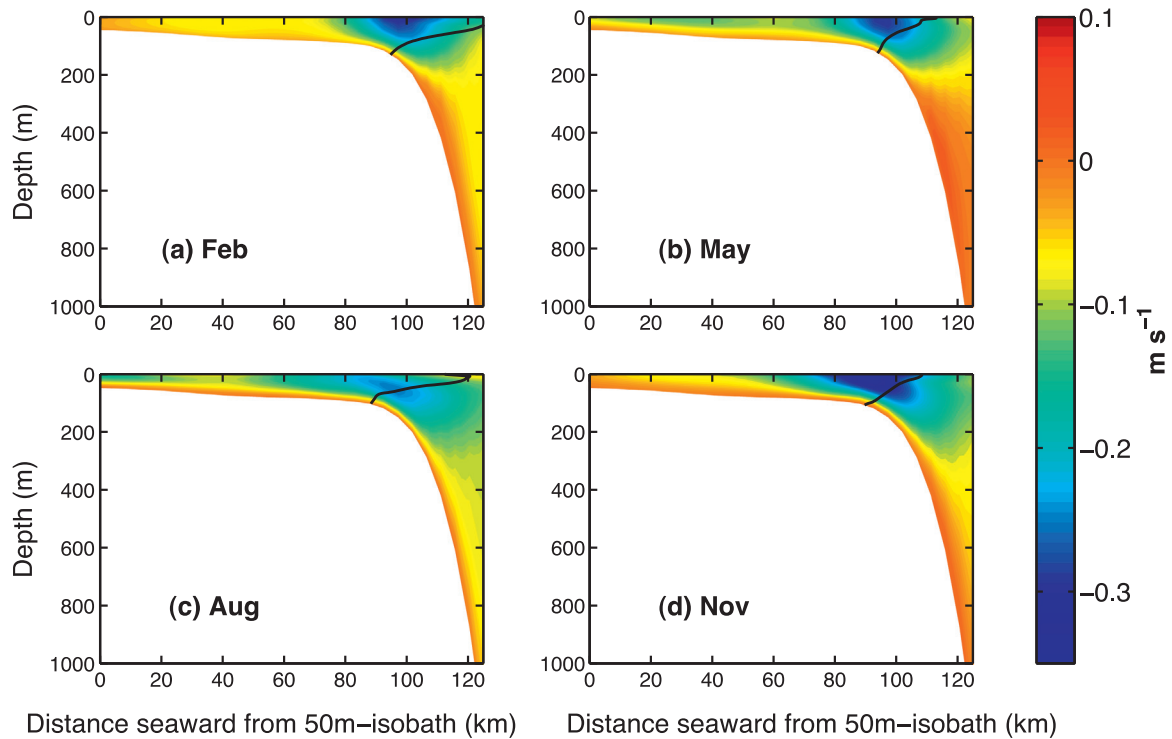 0
200
400
600
800
1000
Depth (m)
(a) Feb
0 20 40 60 80 100 120
0
200
400
600
800
1000
(b) May
0 20 40 60 80 100 120
0
200
400
600
800
1000
Depth (m)
(c) Aug
0 20 40 60 80 100 120
Distance seaward from 50m−isobath (km)
0
200
400
600
800
1000
(d) Nov
0 20 40 60 80 100 120
Distance seaward from 50m−isobath (km)
0.1
0
−0.1
−0.2
−0.3
m s−1